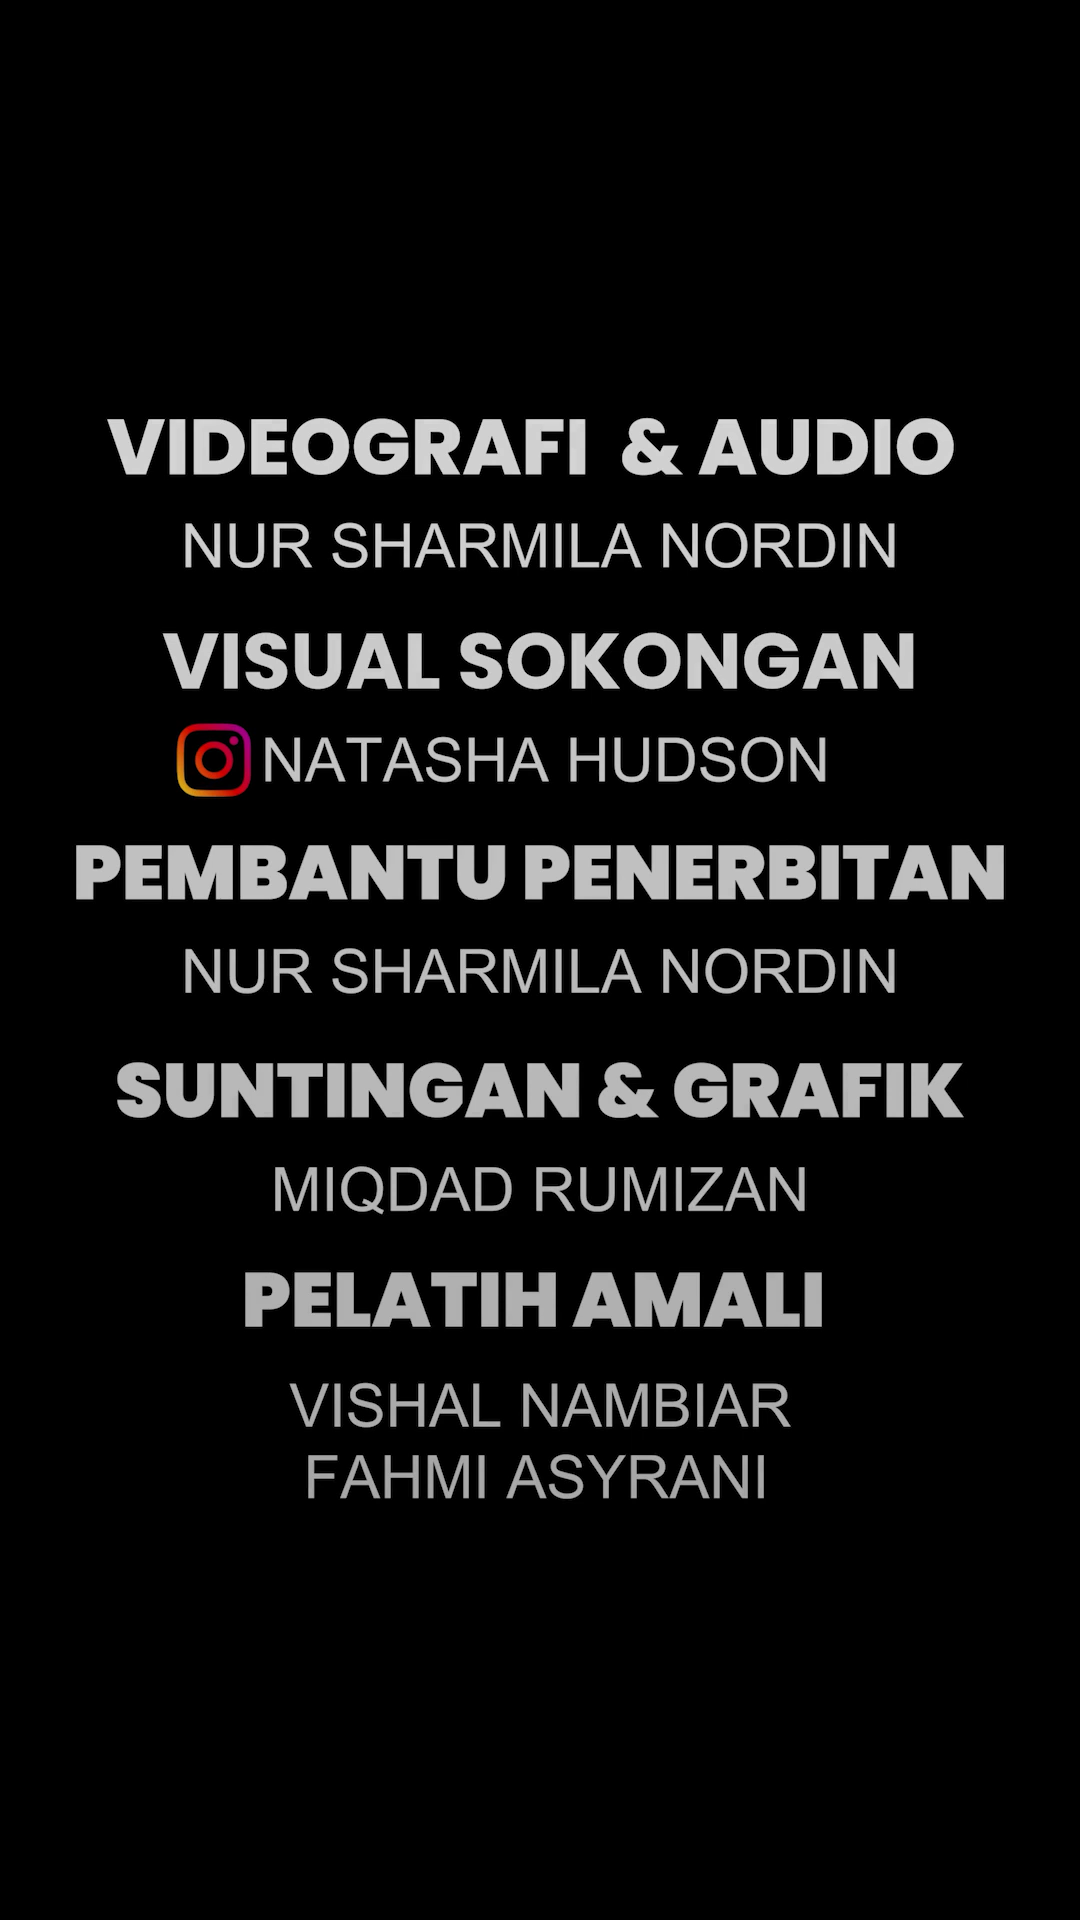 VIDEOGRAFI & AUDIO
NUR SHARMILA NORDIN
VISUAL SOKONGAN
NATASHA HUDSON
PEMBANTU PENERBITAN
NUR SHARMILA NORDIN
SUNTINGAN & GRAFIK
MIQDAD RUMIZAN
PELATIH AMALI
VISHAL NAMBIAR
FAHMI ASYRANI